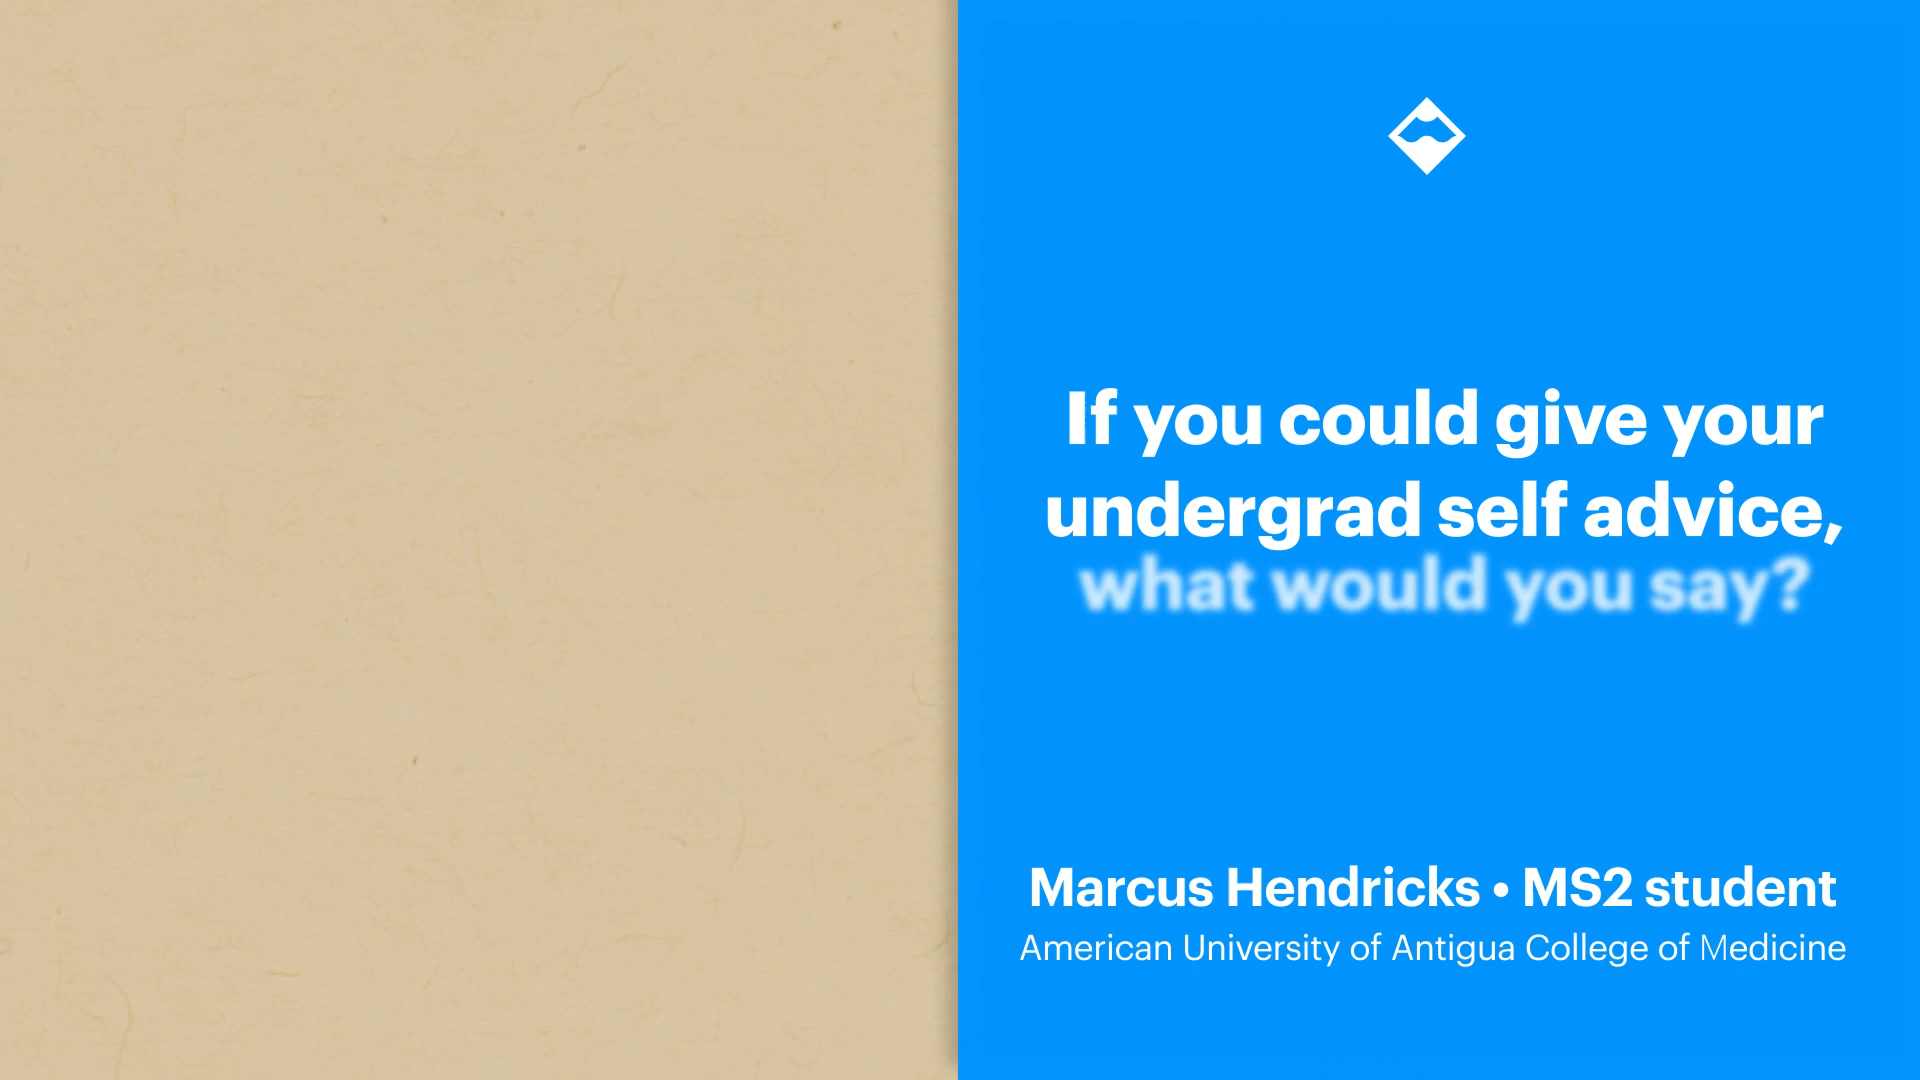 If you could give your
undergrad self advice,
what would you say?
Marcus Hendricks • MS2 student
American University of Antigua College of Medicine